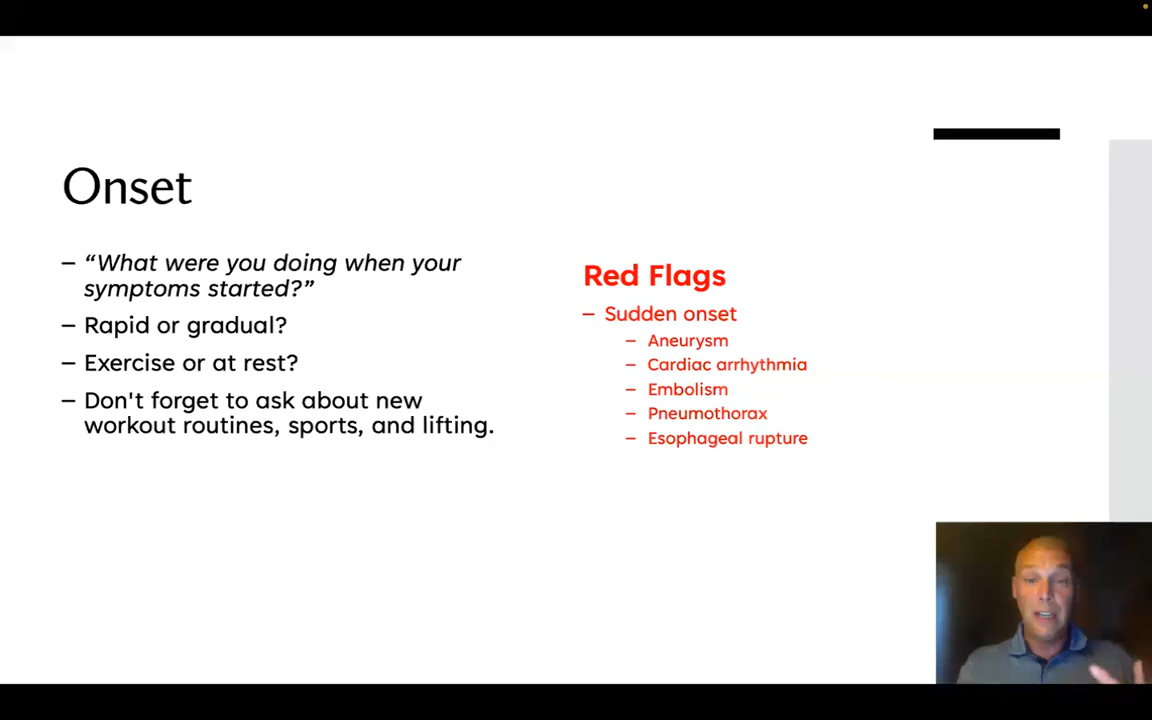 Onset
– “What were you doing when your
symptoms started?”
– Rapid or gradual?
– Exercise or at rest?
– Don't forget to ask about new
workout routines, sports, and lifting.
Red Flags
– Sudden onset
– Aneurysm
– Cardiac arrhythmia
– Embolism
– Pneumothorax
– Esophageal rupture